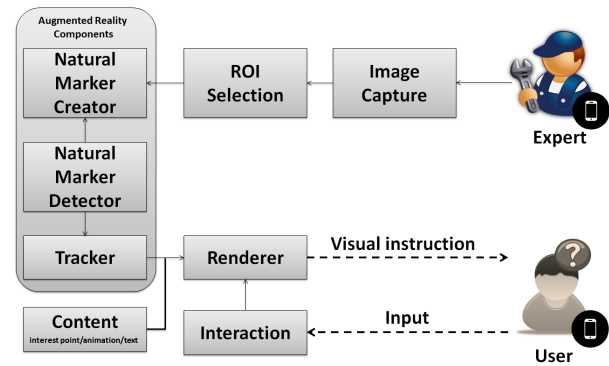 Augmented Reality
Components
Natural
Marker
Creator
ROI
Selection
Image
Capture
Expert
Natural
Marker
Detector
Tracker
Renderer
Visual instruction
Content
interest point/animation/text
Interaction
Input
User
?